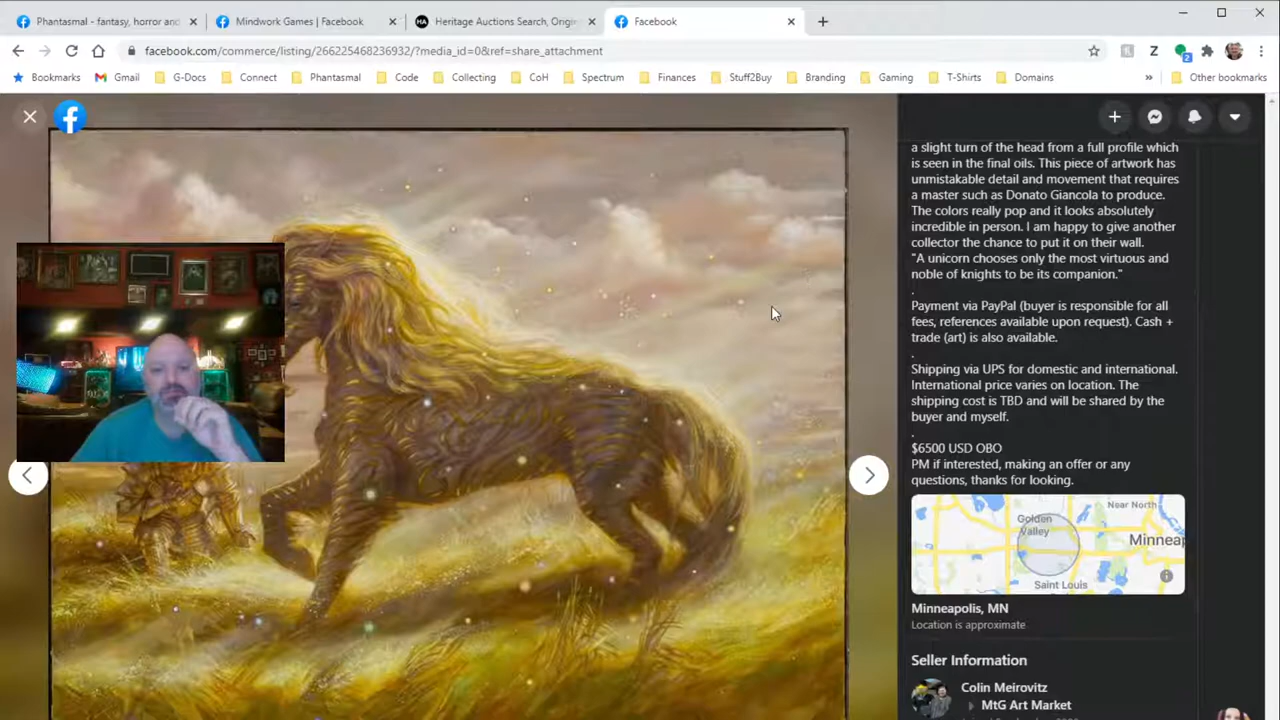 Phantasmal - fantasy, horror and
Mindwork Games | Facebook
HA Heritage Auctions Search, Origin
Facebook
facebook.com/commerce/listing/266225468236932/?media_id=0&ref=share_attachment
Bookmarks Gmail G-Docs Connect Phantasmal Code Collecting CoH Spectrum Finances Stuff2Buy Branding Gaming T-Shirts Domains » Other bookmarks
a slight turn of the head from a full profile which
is seen in the final oils. This piece of artwork has
unmistakable detail and movement that requires
a master such as Donato Giancola to produce.
The colors really pop and it looks absolutely
incredible in person. I am happy to give another
collector the chance to put it on their wall.
"A unicorn chooses only the most virtuous and
noble of knights to be its companion."
.
Payment via PayPal (buyer is responsible for all
fees, references available upon request). Cash +
trade (art) is also available.
.
Shipping via UPS for domestic and international.
International price varies on location. The
shipping cost is TBD and will be shared by the
buyer and myself.
.
$6500 USD OBO
PM if interested, making an offer or any
questions, thanks for looking.
Near North
Golden
Valley
Minneap
Saint Louis
Minneapolis, MN
Location is approximate
Seller Information
Colin Meirovitz
MtG Art Market